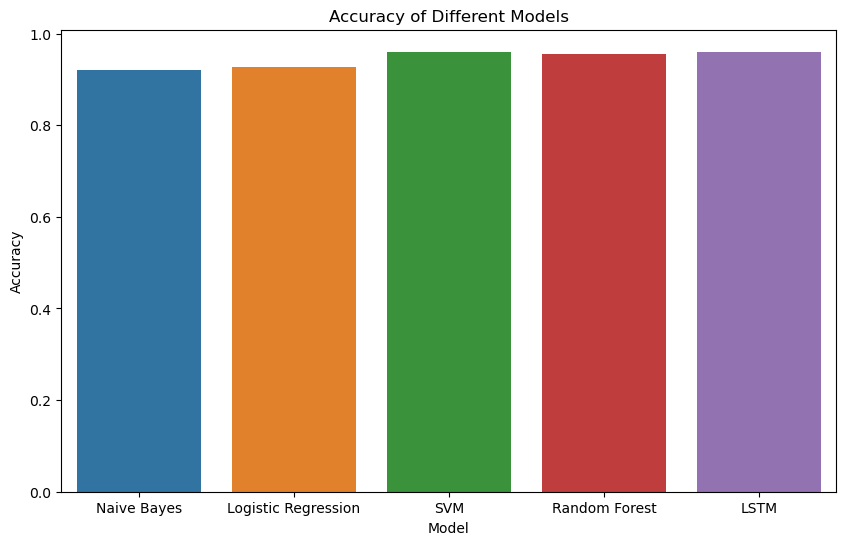 Accuracy of Different Models
1.0
0.8
0.6
0.4
0.2
0.0
Accuracy
Naive Bayes Logistic Regression SVM Random Forest LSTM
Model